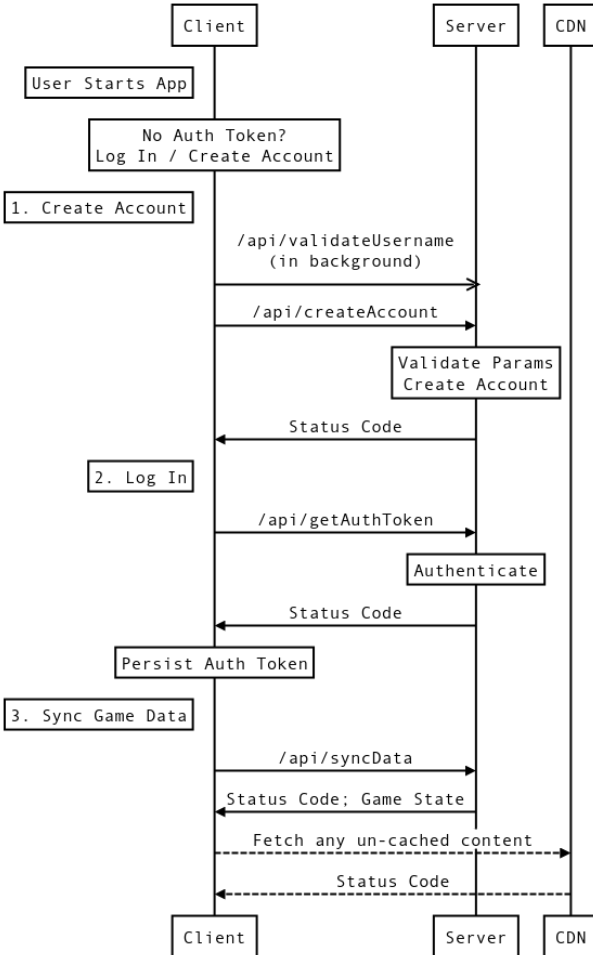 Client
Server
CDN
User Starts App
No Auth Token?
Log In / Create Account
1. Create Account
/api/validateUsername
(in background)
/api/createAccount
Validate Params
Create Account
Status Code
2. Log In
/api/getAuthToken
Authenticate
Status Code
Persist Auth Token
3. Sync Game Data
/api/syncData
Status Code; Game State
Fetch any un-cached content
Status Code
Client
Server
CDN